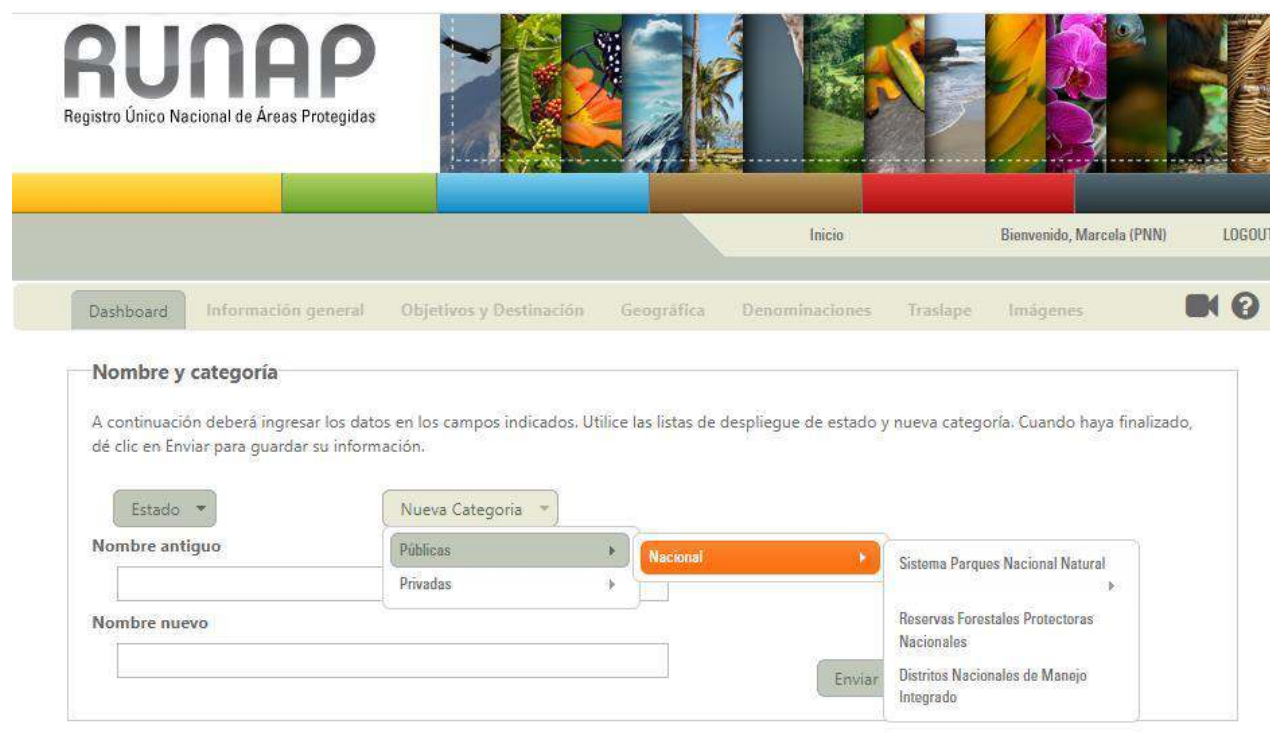 RUNAP
Registro Único Nacional de Áreas Protegidas
Inicio
Bienvenido, Marcela (PNN)
LOGOUT
Dashboard
Información general
Objetivos y Destinación
Geográfica
Denominaciones
Traslape
Imágenes
Nombre y categoría
A continuación deberá ingresar los datos en los campos indicados. Utilice las listas de despliegue de estado y nueva categoría. Cuando haya finalizado,
dé clic en Enviar para guardar su información.
Estado
Nueva Categoria
Nombre antiguo
Públicas
Privadas
Nacional
Sistema Parques Nacional Natural
Reservas Forestales Protectoras
Nacionales
Distritos Nacionales de Manejo
Integrado
Nombre nuevo
Enviar